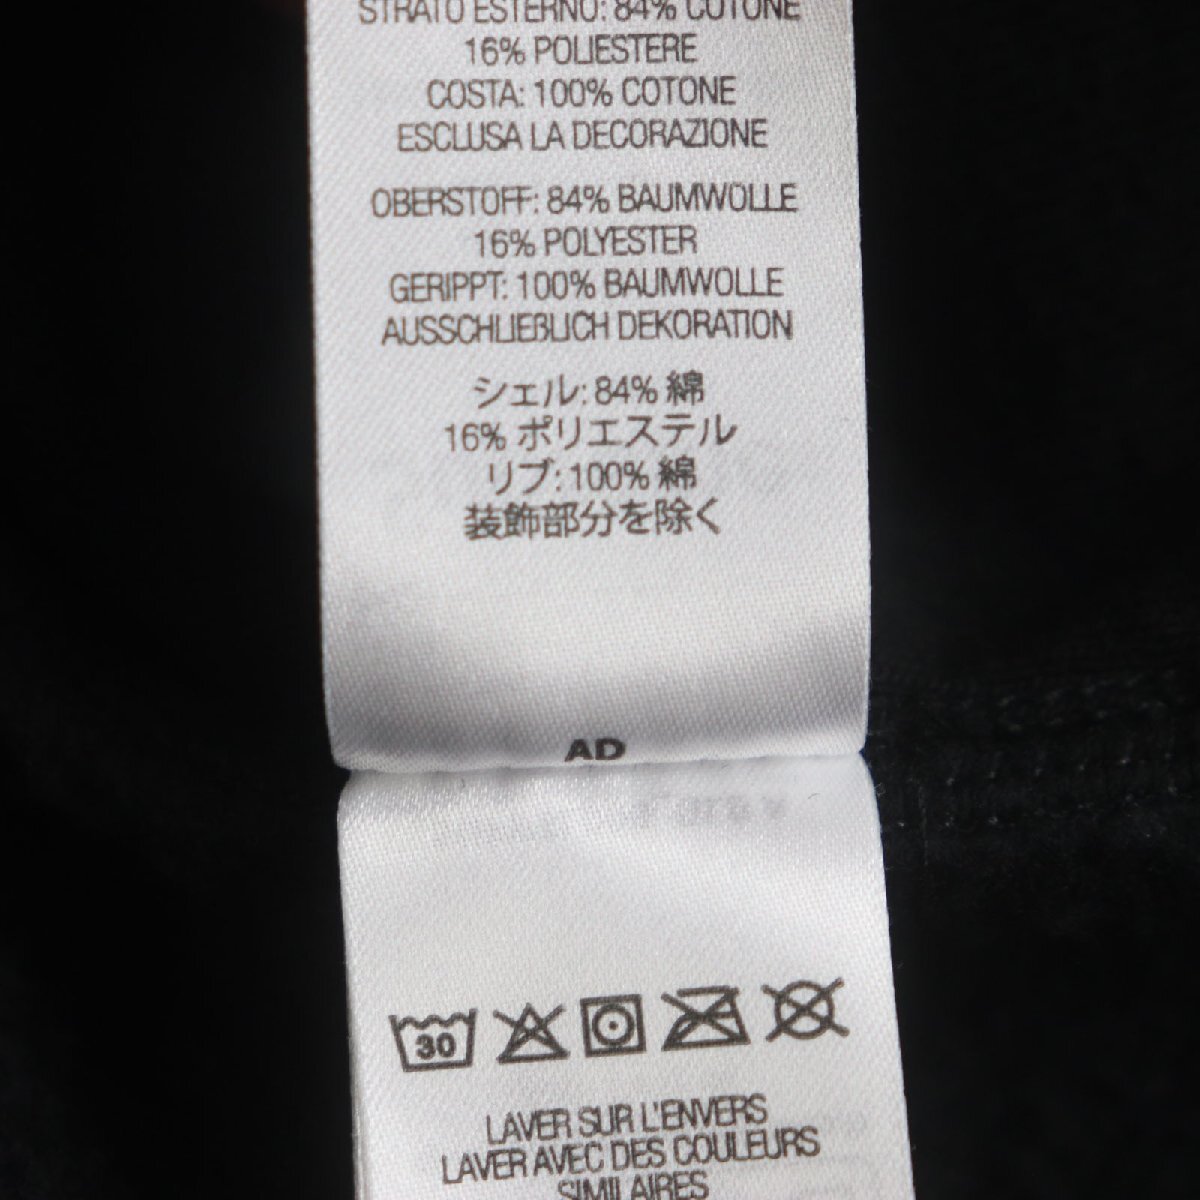 STRATO ESTERNO: 84% COTONE
16% POLIESTERE
COSTA: 100% COTONE
ESCLUSA LA DECORAZIONE
OBERSTOFF: 84% BAUMWOLLE
16% POLYESTER
GERIPPT: 100% BAUMWOLLE
AUSSCHLIEßLICH DEKORATION
シェル: 84% 綿
16% ポリエステル
リブ: 100% 綿
装飾部分を除く
AD
30
LAVER SUR L'ENVERS
LAVER AVEC DES COULEURS
SIMILAIRES